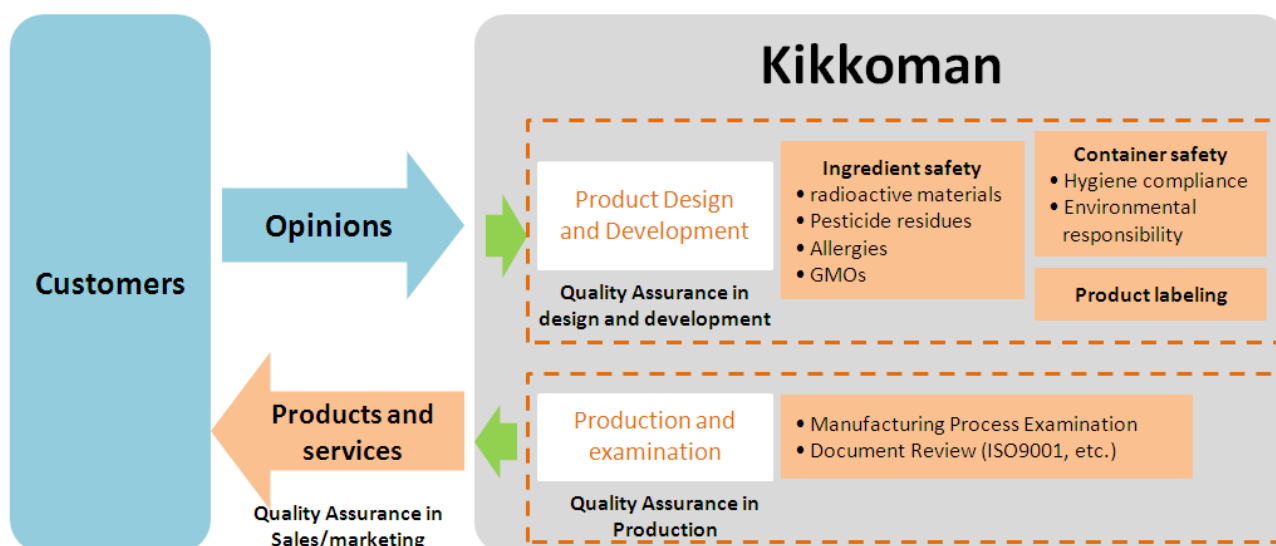 Kikkoman
Customers
Opinions
Product Design
and Development
Quality Assurance in
design and development
Ingredient safety
• radioactive materials
• Pesticide residues
• Allergies
• GMOs
Container safety
• Hygiene compliance
• Environmental
responsibility
Product labeling
Products and
services
Quality Assurance in
Sales/marketing
Production and
examination
Quality Assurance in
Production
• Manufacturing Process Examination
• Document Review (ISO9001, etc.)